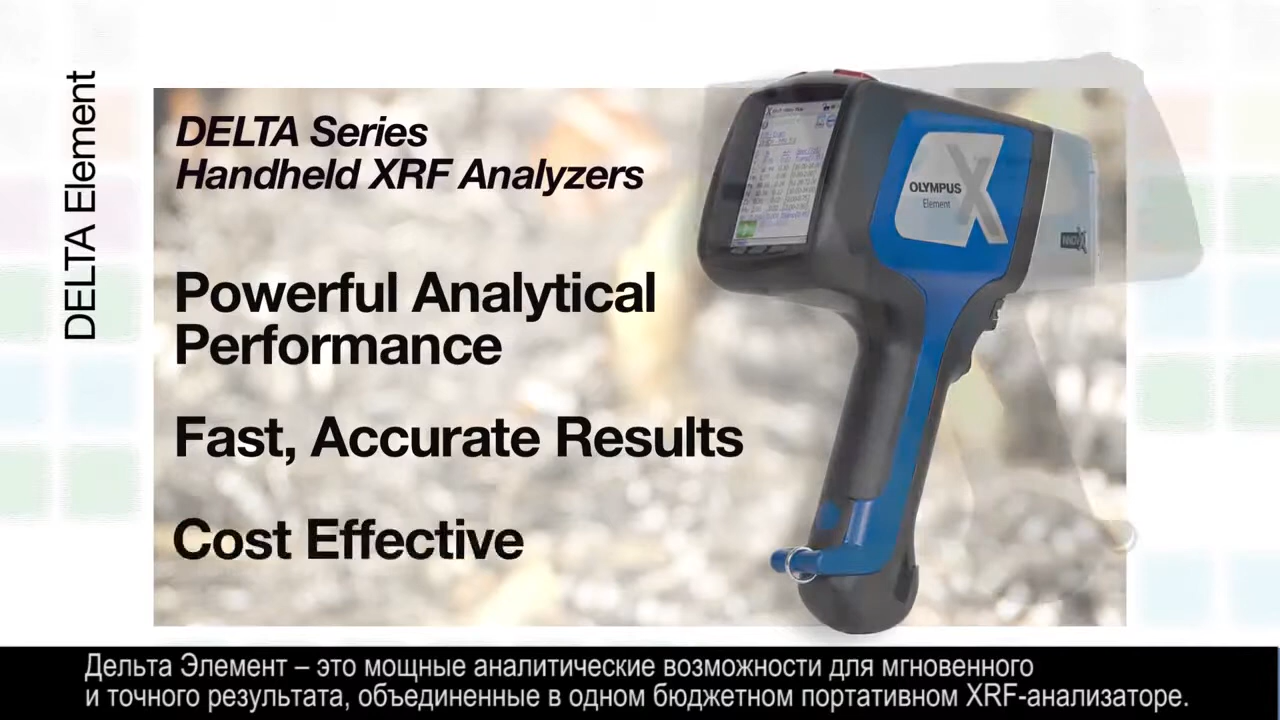 DELTA Element
DELTA Series
Handheld XRF Analyzers
Powerful Analytical
Performance
Fast, Accurate Results
Cost Effective
OLYMPUS
Element
X
Дельта Элемент – это мощные аналитические возможности для мгновенного
и точного результата, объединенные в одном бюджетном портативном XRF-анализаторе.